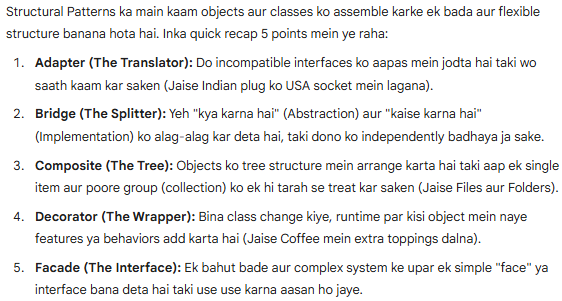 Structural Patterns ka main kaam objects aur classes ko assemble karke ek bada aur flexible
structure banana hota hai. Inka quick recap 5 points mein ye raha:
1. Adapter (The Translator): Do incompatible interfaces ko aapas mein jodta hai taki wo
saath kaam kar saken (Jaise Indian plug ko USA socket mein lagana).
2. Bridge (The Splitter): Yeh "kya karna hai" (Abstraction) aur "kaise karna hai"
(Implementation) ko alag-alag kar deta hai, taki dono ko independently badhaya ja sake.
3. Composite (The Tree): Objects ko tree structure mein arrange karta hai taki aap ek single
item aur poore group (collection) ko ek hi tarah se treat kar saken (Jaise Files aur Folders).
4. Decorator (The Wrapper): Bina class change kiye, runtime par kisi object mein naye
features ya behaviors add karta hai (Jaise Coffee mein extra toppings dalna).
5. Facade (The Interface): Ek bahut bade aur complex system ke upar ek simple "face" ya
interface bana deta hai taki use use karna aasan ho jaye.